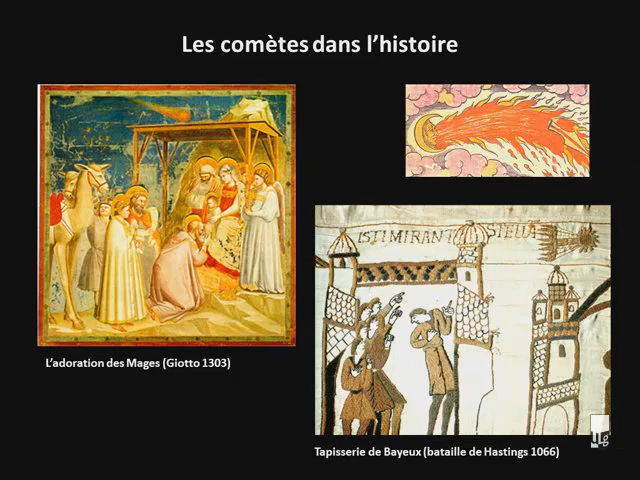 Les comètes dans l'histoire
ISTI MIRANT STELLA
L'adoration des Mages (Giotto 1303)
Tapisserie de Bayeux (bataille de Hastings 1066)